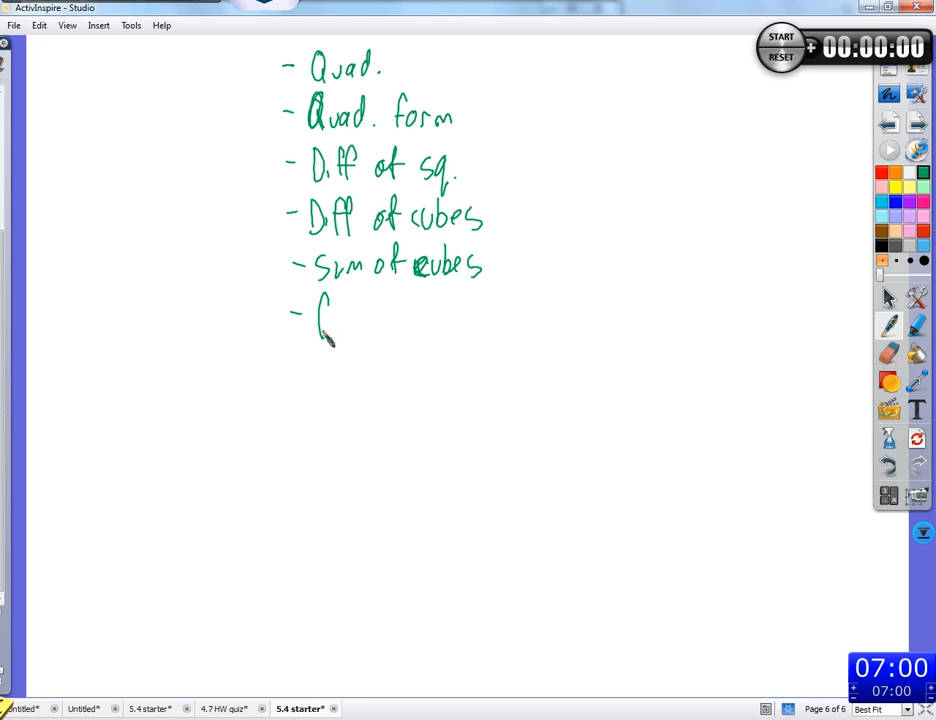 ActivInspire - Studio
File Edit View Insert Tools Help
START
RESET
00:00:00
- Quad.
- Quad. form
- Diff of sq.
- Diff of cubes
- Sum of cubes
-
T
07:00
07:00
ntitled* Untitled* 5.4 starter* 4.7 HW quiz* 5.4 starter*
Page 6 of 6
Best Fit